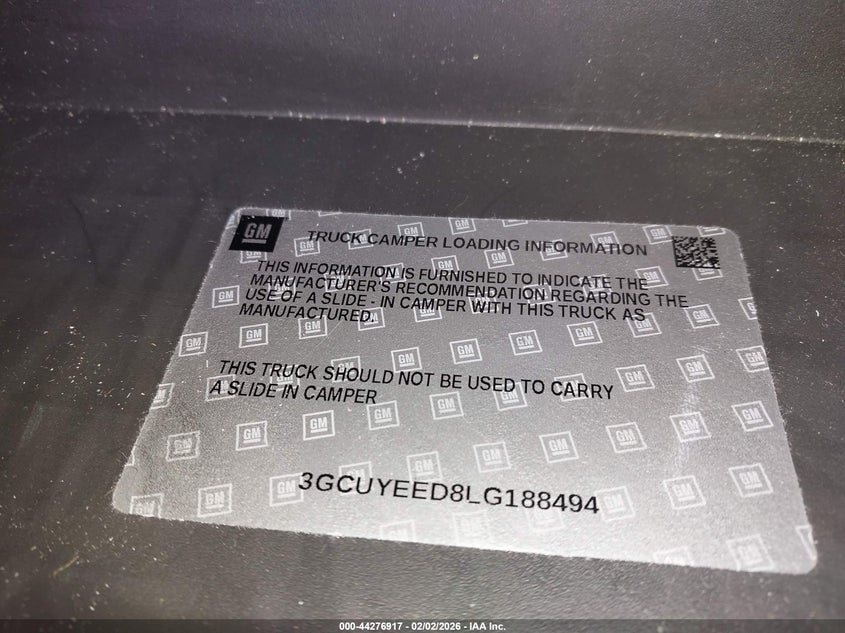 GM
TRUCK CAMPER LOADING INFORMATION
THIS INFORMATION IS FURNISHED TO INDICATE THE
MANUFACTURER'S RECOMMENDATION REGARDING THE
USE OF A SLIDE - IN CAMPER WITH THIS TRUCK AS
MANUFACTURED.
THIS TRUCK SHOULD NOT BE USED TO CARRY
A SLIDE IN CAMPER
3GCUYEED8LG188494
000-44276917 - 02/02/2026 - IAA Inc.